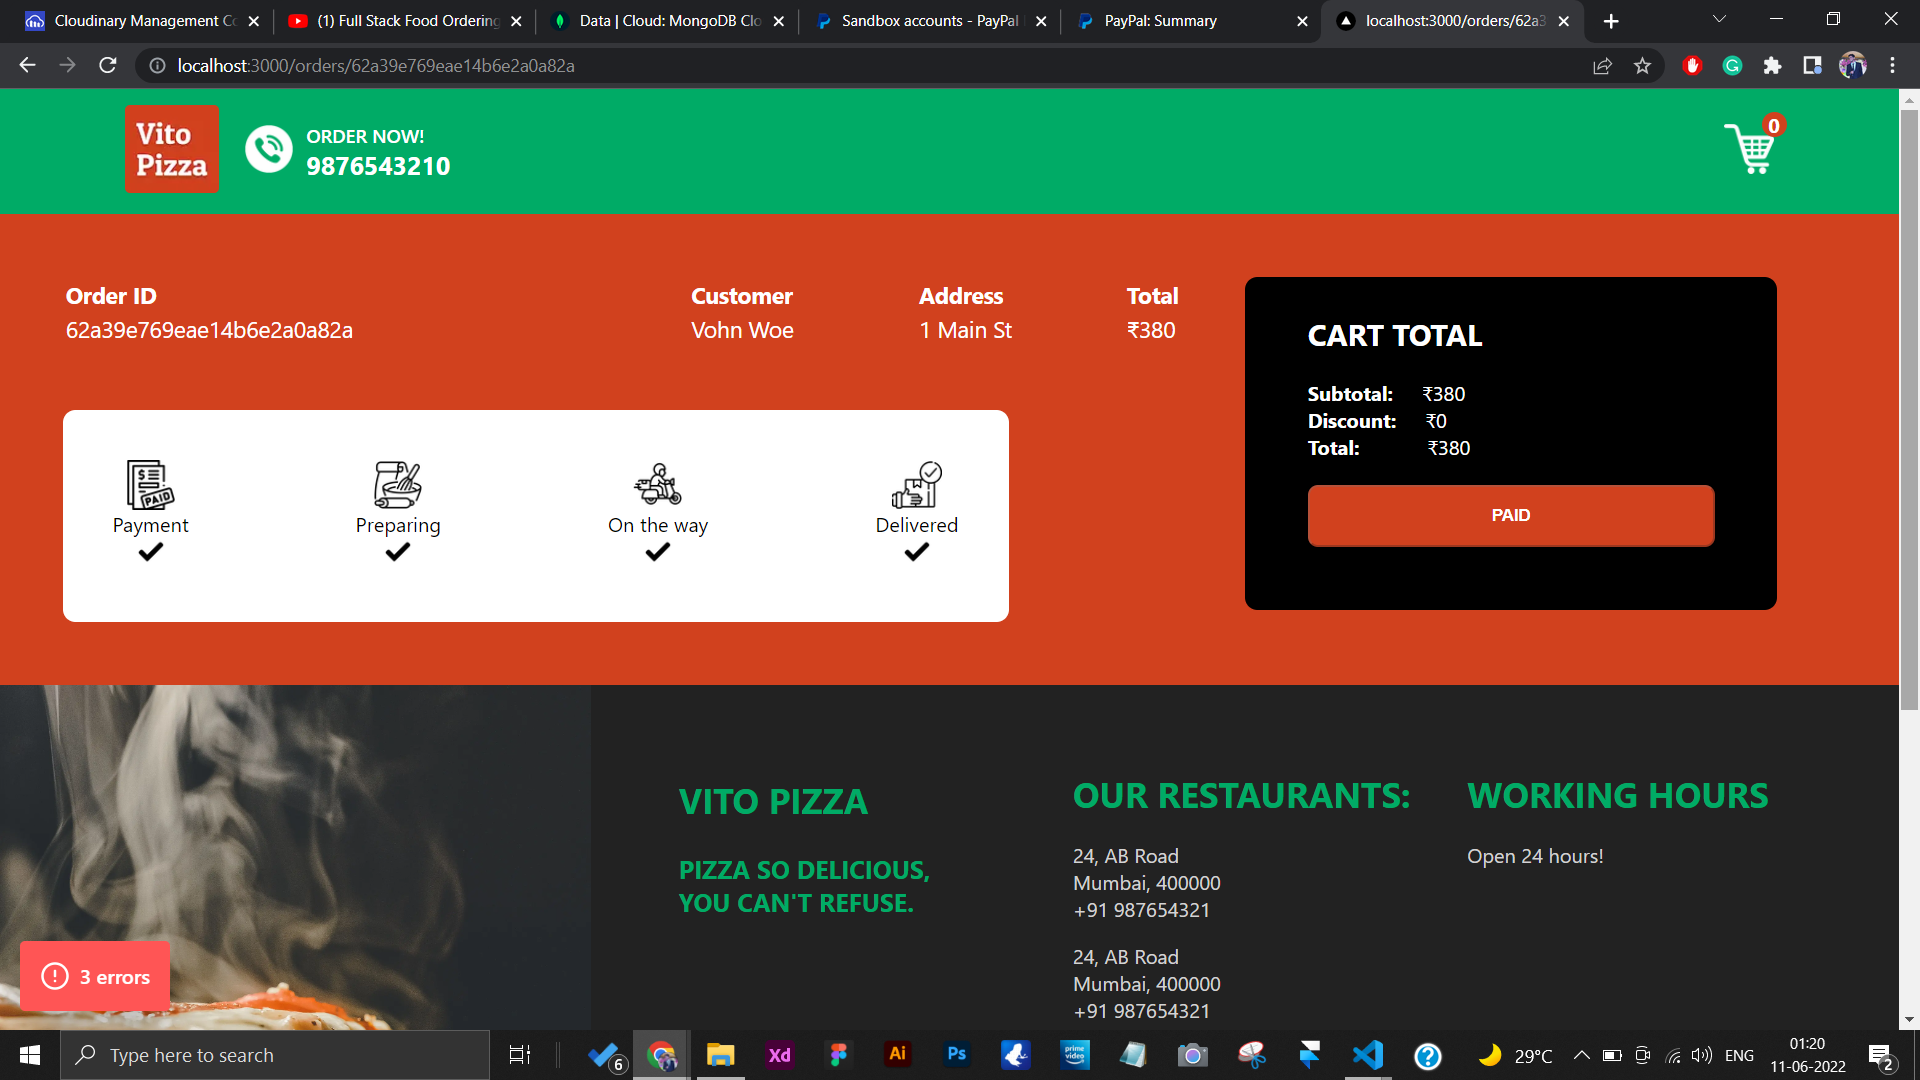 Cloudinary Management Co
(1) Full Stack Food Ordering
Data | Cloud: MongoDB Clo
Sandbox accounts - PayPal
PayPal: Summary
localhost:3000/orders/62a3
localhost:3000/orders/62a39e769eae14b6e2a0a82a
Vito
Pizza
ORDER NOW!
9876543210
0
Order ID
62a39e769eae14b6e2a0a82a
Customer
Vohn Woe
Address
1 Main St
Total
₹380
CART TOTAL
Subtotal: ₹380
Discount: ₹0
Total: ₹380
PAID
PAID
Payment
Preparing
On the way
Delivered
VITO PIZZA
PIZZA SO DELICIOUS,
YOU CAN'T REFUSE.
OUR RESTAURANTS:
24, AB Road
Mumbai, 400000
+91 987654321
24, AB Road
Mumbai, 400000
+91 987654321
WORKING HOURS
Open 24 hours!
3 errors
Type here to search
6
Xd
Ai
Ps
prime
video
29°C
ENG
01:20
11-06-2022
2